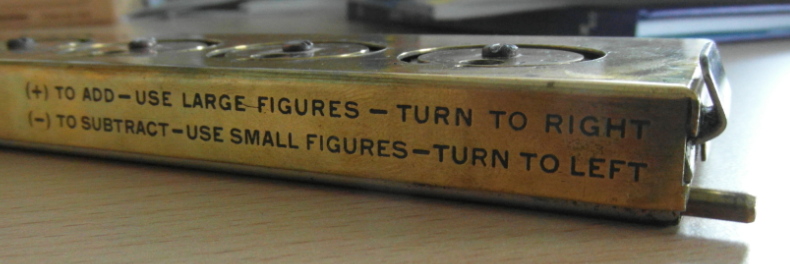 (+) TO ADD—USE LARGE FIGURES — TURN TO RIGHT
(−) TO SUBTRACT—USE SMALL FIGURES—TURN TO LEFT